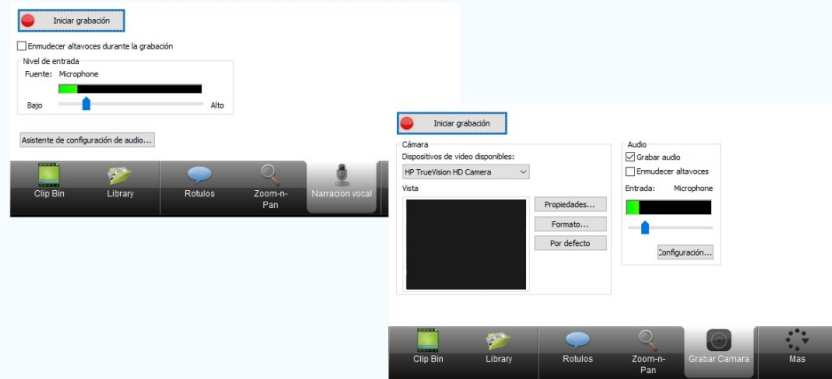 Iniciar grabación
Enmudecer altavoces durante la grabación
Nivel de entrada
Fuente: Microphone
Bajo Alto
Asistente de configuración de audio...
Clip Bin Library Rotulos Zoom-n-Pan Narracion vocal
Iniciar grabación
Cámara
Dispositivos de video disponibles:
HP TrueVision HD Camera
Vista
Propiedades...
Formato...
Por defecto
Audio
Grabar audio
Enmudecer altavoces
Entrada: Microphone
Configuración...
Clip Bin Library Rotulos Zoom-n-Pan Grabar Camara Mas